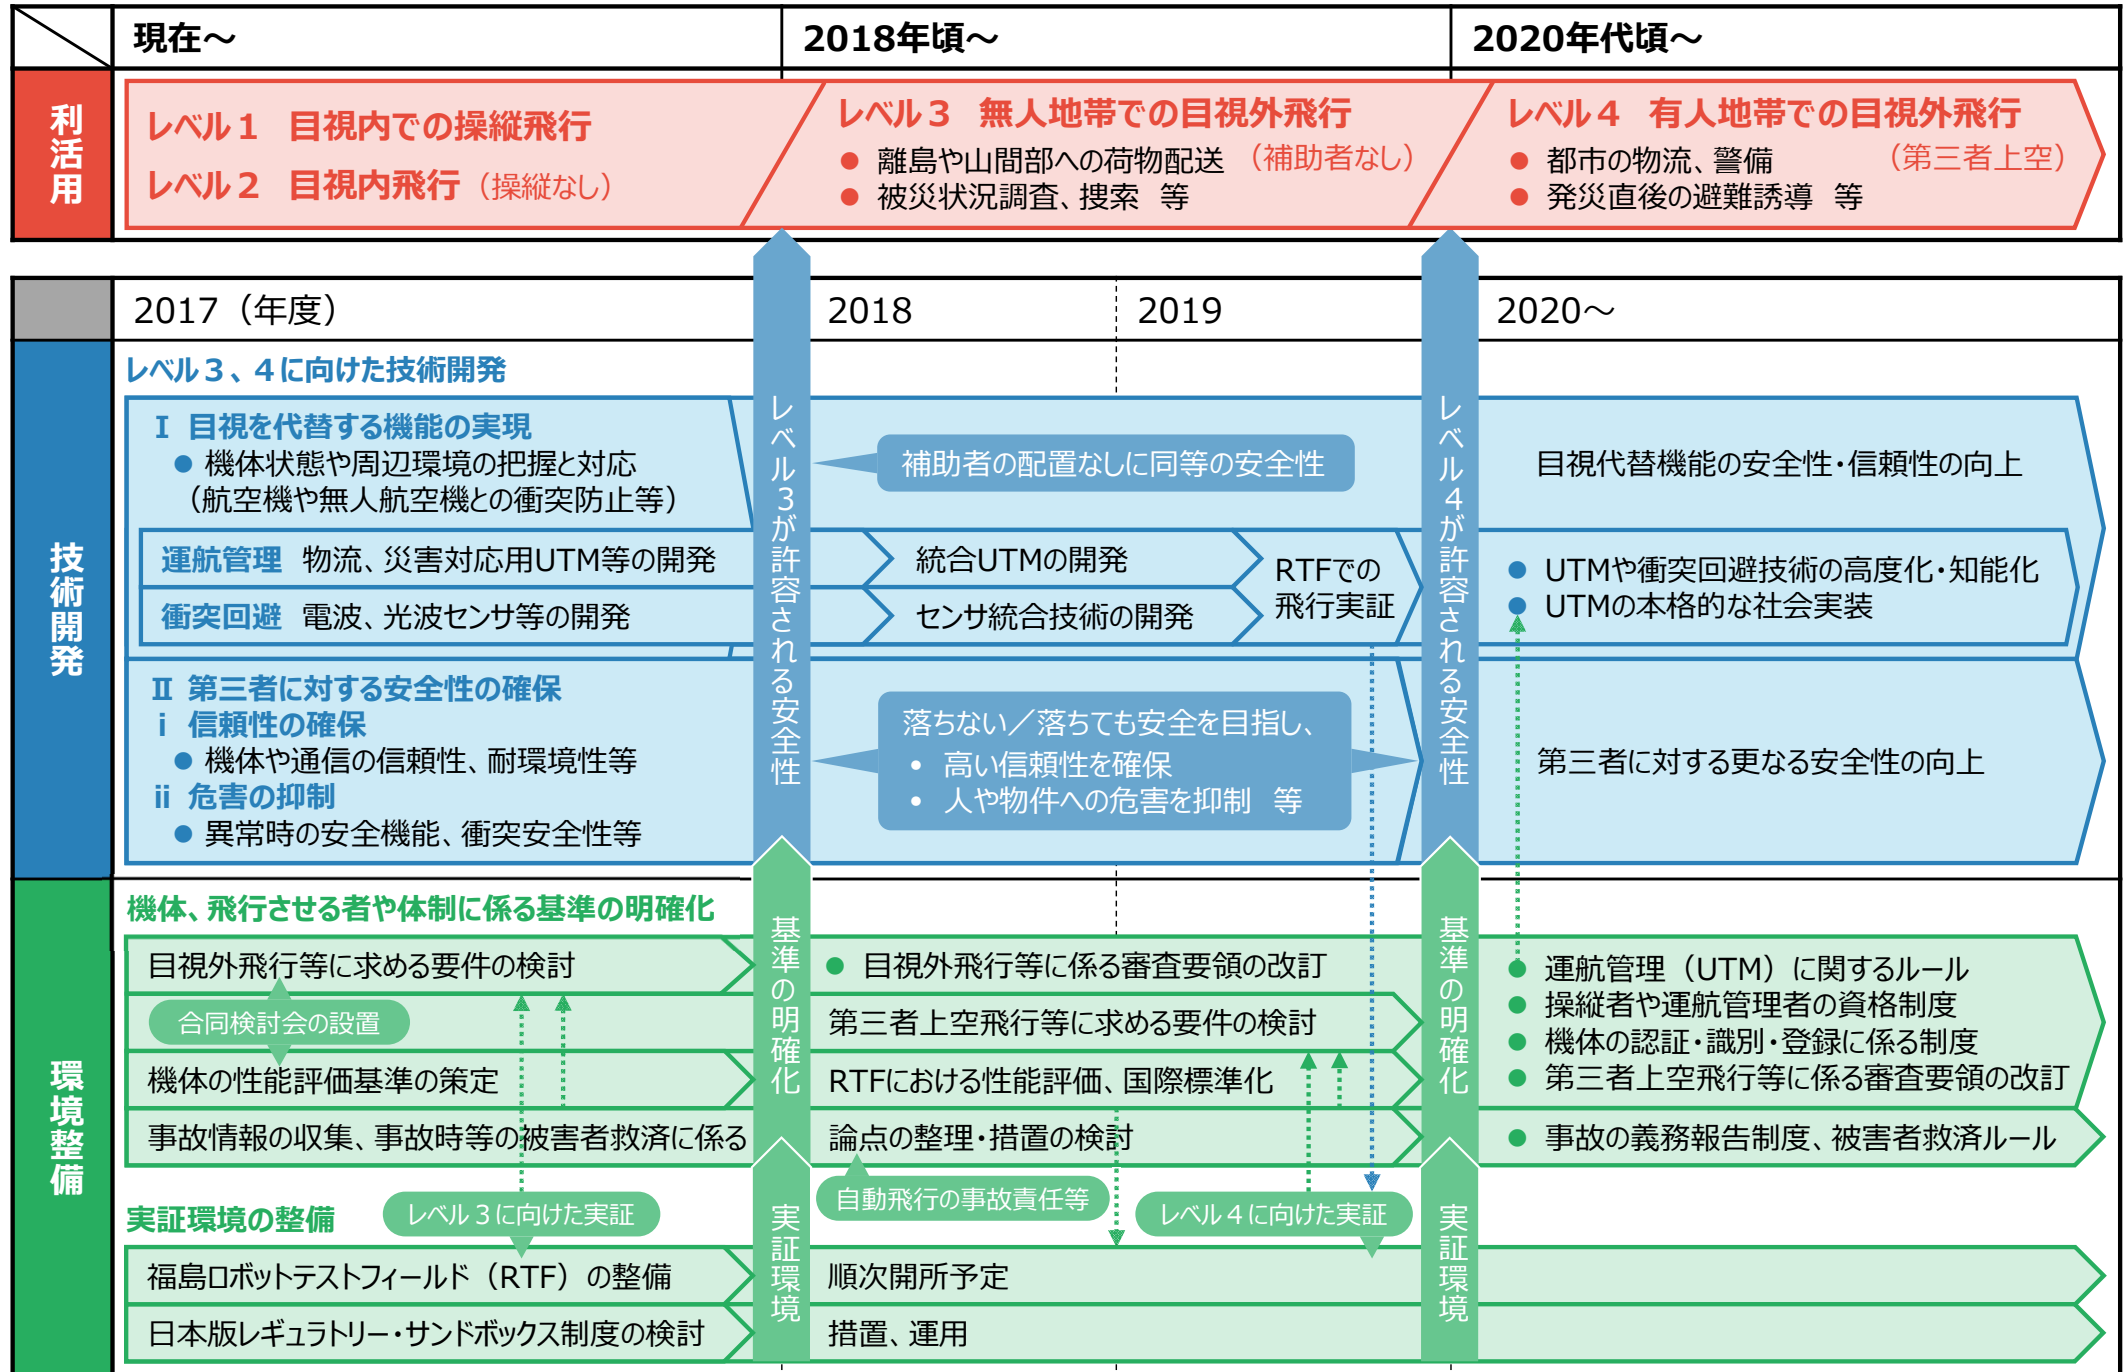 現在～
2018年頃～
2020年代頃～
利活用
レベル１　目視内での操縦飛行
レベル２　目視内飛行（操縦なし）
レベル３　無人地帯での目視外飛行
● 離島や山間部への荷物配送 （補助者なし）
● 被災状況調査、捜索　等
レベル４　有人地帯での目視外飛行
● 都市の物流、警備 （第三者上空）
● 発災直後の避難誘導　等
2017（年度）
2018
2019
2020～
技術開発
レベル３、４に向けた技術開発
Ⅰ 目視を代替する機能の実現
● 機体状態や周辺環境の把握と対応
（航空機や無人航空機との衝突防止等）
補助者の配置なしに同等の安全性
目視代替機能の安全性・信頼性の向上
運航管理 物流、災害対応用UTM等の開発
統合UTMの開発
衝突回避 電波、光波センサ等の開発
センサ統合技術の開発
RTFでの
飛行実証
● UTMや衝突回避技術の高度化・知能化
● UTMの本格的な社会実装
Ⅱ 第三者に対する安全性の確保
ⅰ 信頼性の確保
● 機体や通信の信頼性、耐環境性等
ⅱ 危害の抑制
● 異常時の安全機能、衝突安全性等
落ちない／落ちても安全を目指し、
• 高い信頼性を確保
• 人や物件への危害を抑制　等
第三者に対する更なる安全性の向上
レベル３が許容される安全性
レベル４が許容される安全性
環境整備
機体、飛行させる者や体制に係る基準の明確化
目視外飛行等に求める要件の検討
● 目視外飛行等に係る審査要領の改訂
合同検討会の設置
第三者上空飛行等に求める要件の検討
機体の性能評価基準の策定
RTFにおける性能評価、国際標準化
事故情報の収集、事故時等の被害者救済に係る
論点の整理・措置の検討
● 運航管理（UTM）に関するルール
● 操縦者や運航管理者の資格制度
● 機体の認証・識別・登録に係る制度
● 第三者上空飛行等に係る審査要領の改訂
● 事故の義務報告制度、被害者救済ルール
基準の明確化
基準の明確化
自動飛行の事故責任等
実証環境の整備
レベル３に向けた実証
レベル４に向けた実証
福島ロボットテストフィールド（RTF）の整備
順次開所予定
日本版レギュラトリー・サンドボックス制度の検討
措置、運用
実証環境
実証環境